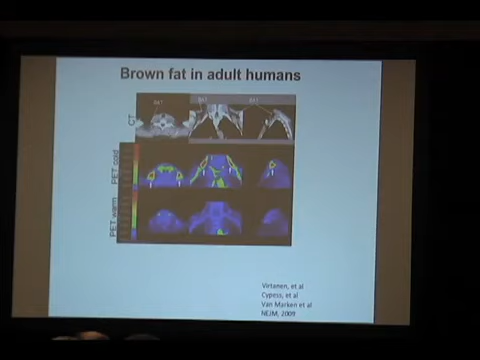 Brown fat in adult humans
CT
PET cold
PET warm
Virtanen, et al
Cypess, et al
Van Marken et al
NEJM, 2009